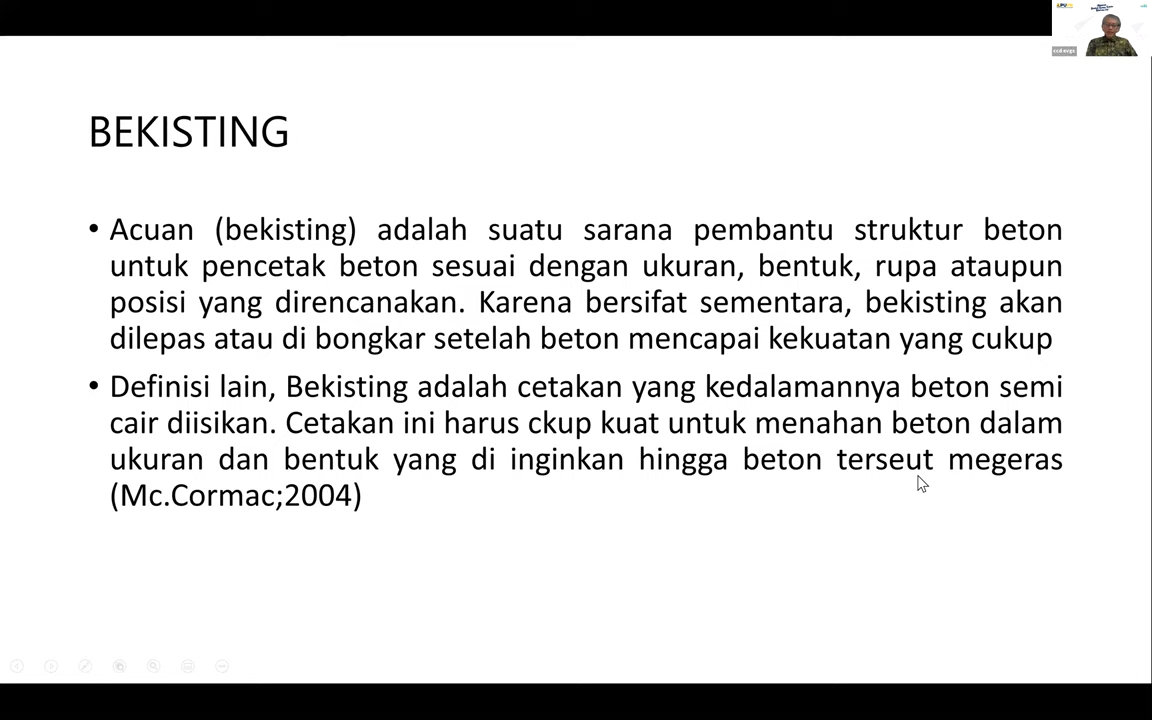 BEKISTING
• Acuan (bekisting) adalah suatu sarana pembantu struktur beton
untuk pencetak beton sesuai dengan ukuran, bentuk, rupa ataupun
posisi yang direncanakan. Karena bersifat sementara, bekisting akan
dilepas atau di bongkar setelah beton mencapai kekuatan yang cukup
• Definisi lain, Bekisting adalah cetakan yang kedalamannya beton semi
cair diisikan. Cetakan ini harus ckup kuat untuk menahan beton dalam
ukuran dan bentuk yang di inginkan hingga beton terseut megeras
(Mc.Cormac;2004)